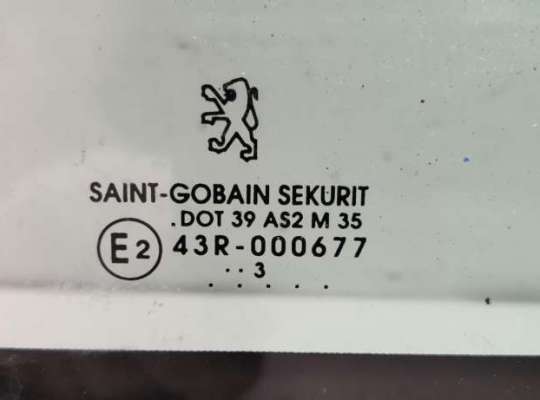 SAINT-GOBAIN SEKURIT
.DOT 39 AS2 M 35
E2 43R-000677
..3
.....